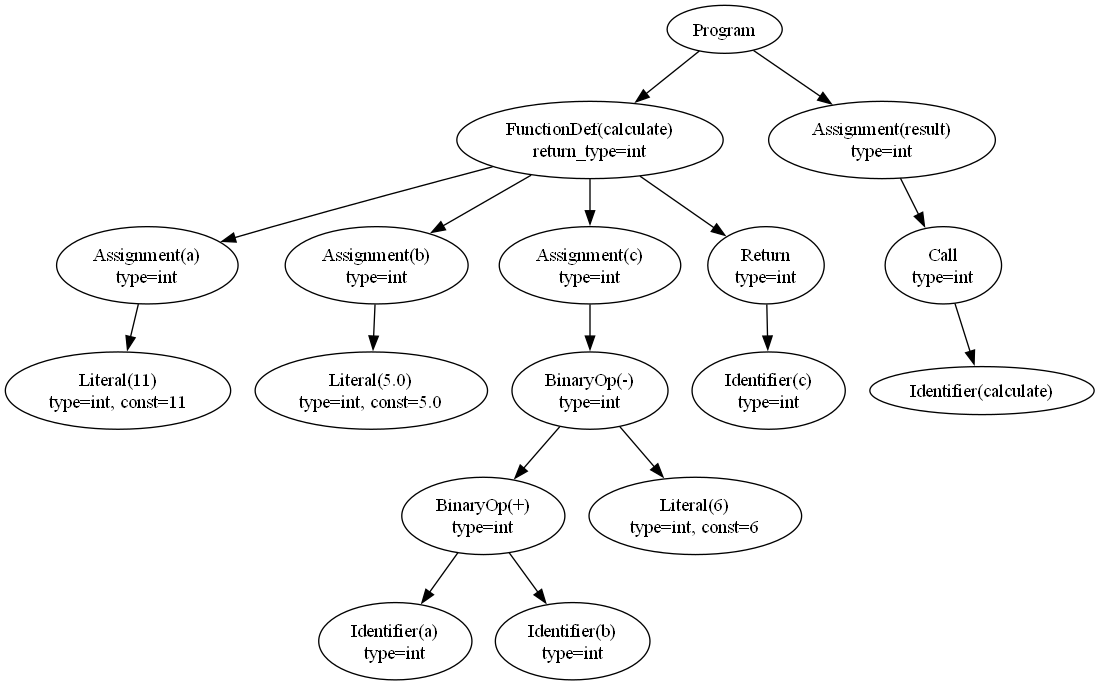 Program
FunctionDef(calculate)
return_type=int
Assignment(result)
type=int
Assignment(a)
type=int
Assignment(b)
type=int
Assignment(c)
type=int
Return
type=int
Call
type=int
Literal(11)
type=int, const=11
Literal(5.0)
type=int, const=5.0
BinaryOp(-)
type=int
Identifier(c)
type=int
Identifier(calculate)
BinaryOp(+)
type=int
Literal(6)
type=int, const=6
Identifier(a)
type=int
Identifier(b)
type=int